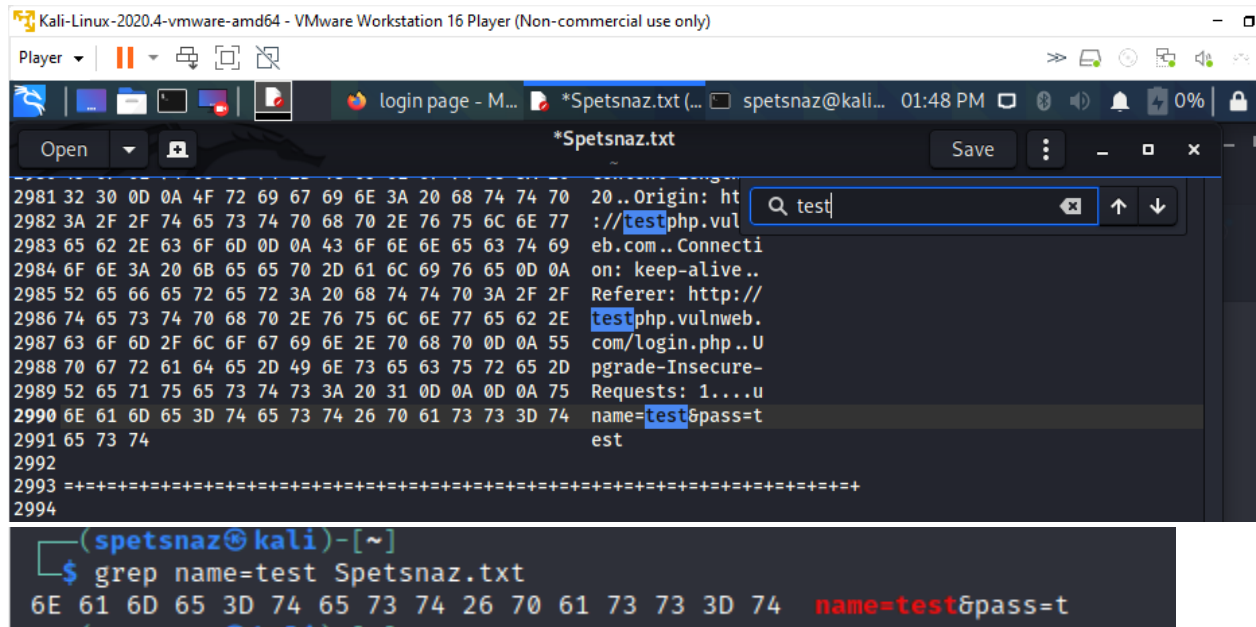 Kali-Linux-2020.4-vmware-amd64 - VMware Workstation 16 Player (Non-commercial use only)
Player
login page - M... *Spetsnaz.txt (... spetsnaz@kali... 01:48 PM 0%
Open *Spetsnaz.txt Save
~
test
2981 32 30 0D 0A 4F 72 69 67 69 6E 3A 20 68 74 74 70 20..Origin: ht
2982 3A 2F 2F 74 65 73 74 70 68 70 2E 76 75 6C 6E 77 ://testphp.vul
2983 65 62 2E 63 6F 6D 0D 0A 43 6F 6E 6E 65 63 74 69 eb.com..Connecti
2984 6F 6E 3A 20 6B 65 65 70 2D 61 6C 69 76 65 0D 0A on: keep-alive..
2985 52 65 66 65 72 65 72 3A 20 68 74 74 70 3A 2F 2F Referer: http://
2986 74 65 73 74 70 68 70 2E 76 75 6C 6E 77 65 62 2E testphp.vulnweb.
2987 63 6F 6D 2F 6C 6F 67 69 6E 2E 70 68 70 0D 0A 55 com/login.php..U
2988 70 67 72 61 64 65 2D 49 6E 73 65 63 75 72 65 2D pgrade-Insecure-
2989 52 65 71 75 65 73 74 73 3A 20 31 0D 0A 0D 0A 75 Requests: 1....u
2990 6E 61 6D 65 3D 74 65 73 74 26 70 61 73 73 3D 74 name=test&pass=t
2991 65 73 74 est
2992
2993 =+=+=+=+=+=+=+=+=+=+=+=+=+=+=+=+=+=+=+=+=+=+=+=+=+=+=+=+=+=+=+=+=+=+=+=+=+
2994
(spetsnaz㉿kali)-[~]
$ grep name=test Spetsnaz.txt
6E 61 6D 65 3D 74 65 73 74 26 70 61 73 73 3D 74 name=test&pass=t